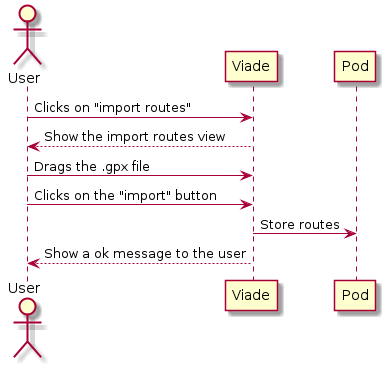 User
Viade
Pod
Clicks on "import routes"
Show the import routes view
Drags the .gpx file
Clicks on the "import" button
Store routes
Show a ok message to the user
User
Viade
Pod